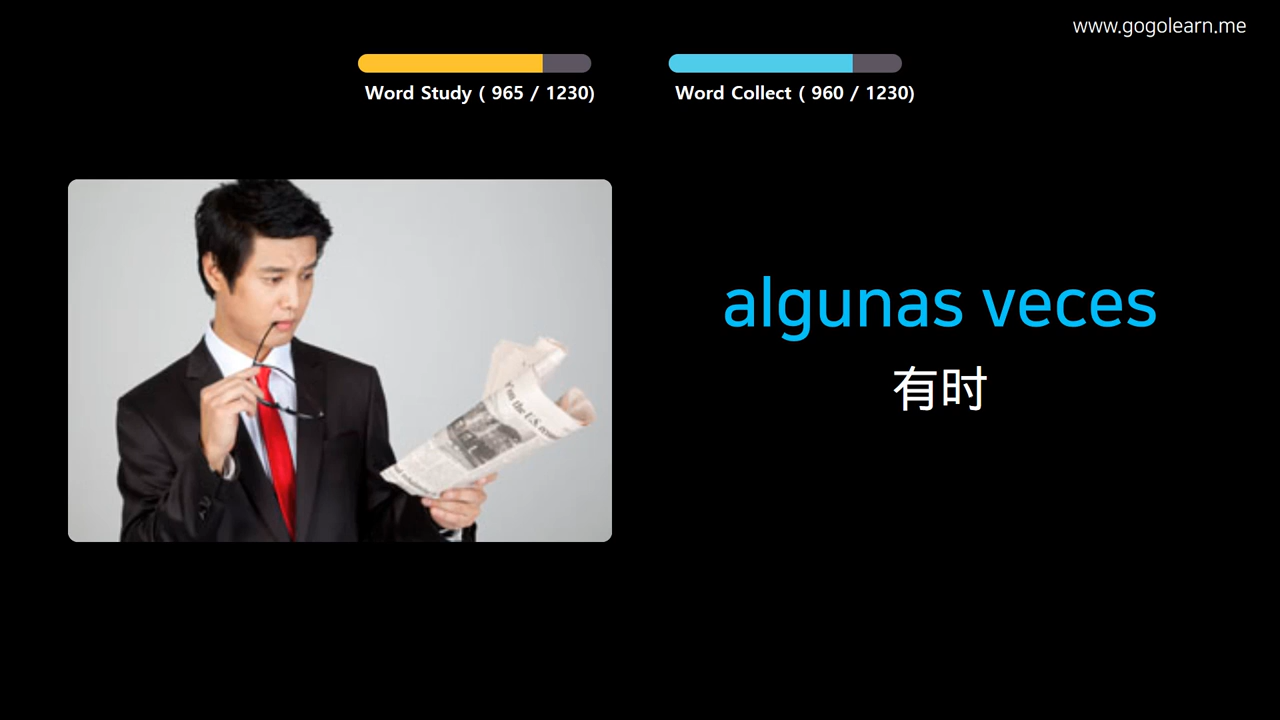 www.gogolearn.me
Word Study ( 965 / 1230)
Word Collect ( 960 / 1230)
algunas veces
有时